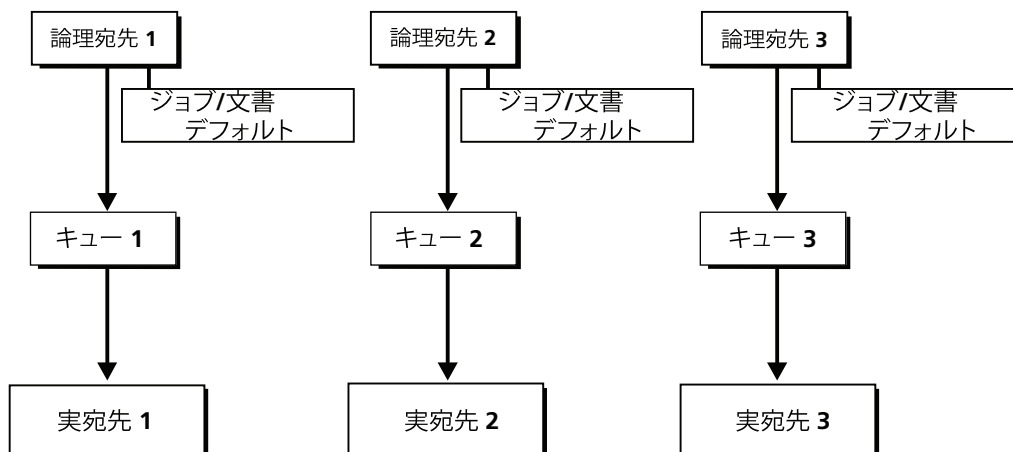 論理宛先 1
論理宛先 2
論理宛先 3
ジョブ/文書
デフォルト
ジョブ/文書
デフォルト
ジョブ/文書
デフォルト
キュー 1
キュー 2
キュー 3
実宛先 1
実宛先 2
実宛先 3